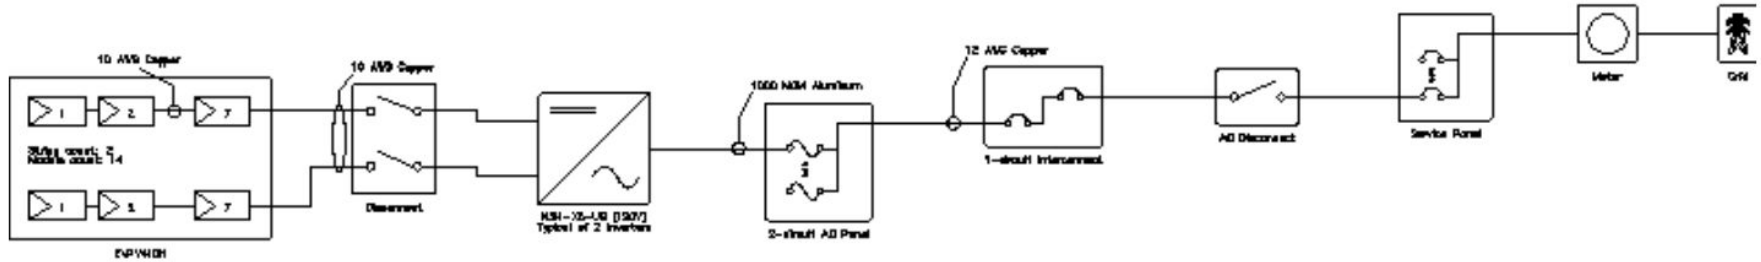 10 AWG Copper
10 AWG Copper
1 2 7
String count: 2
Module count: 14
1 2 7
Disconnect
Typical of 2 Inverters
1000 MCM Aluminum
2-circuit AC Panel
12 AWG Copper
1-circuit Interconnect
AC Disconnect
Service Panel
Meter
Grid